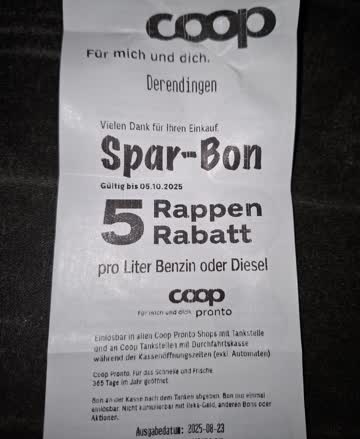 coop
Für mich und dich.
Derendingen
Vielen Dank für Ihren Einkauf.
Spar-Bon
Gültig bis 05.10.2025
5 Rappen
Rabatt
pro Liter Benzin oder Diesel
coop
Für mich und dich. pronto
Einlösbar in allen Coop Pronto Shops mit Tankstelle
und an Coop Tankstellen mit Durchfahrtskasse
während der Kassenöffnungszeiten (exkl. Automaten)
Coop Pronto. Für das Schnelle und Frische.
365 Tage im Jahr geöffnet.
Bon an der Kasse nach dem Tanken abgeben. Bon nur einmal
einlösbar. Nicht kumulierbar mit Reka-Geld, anderen Bons oder
Aktionen.
Ausgabedatum: 2025-08-23